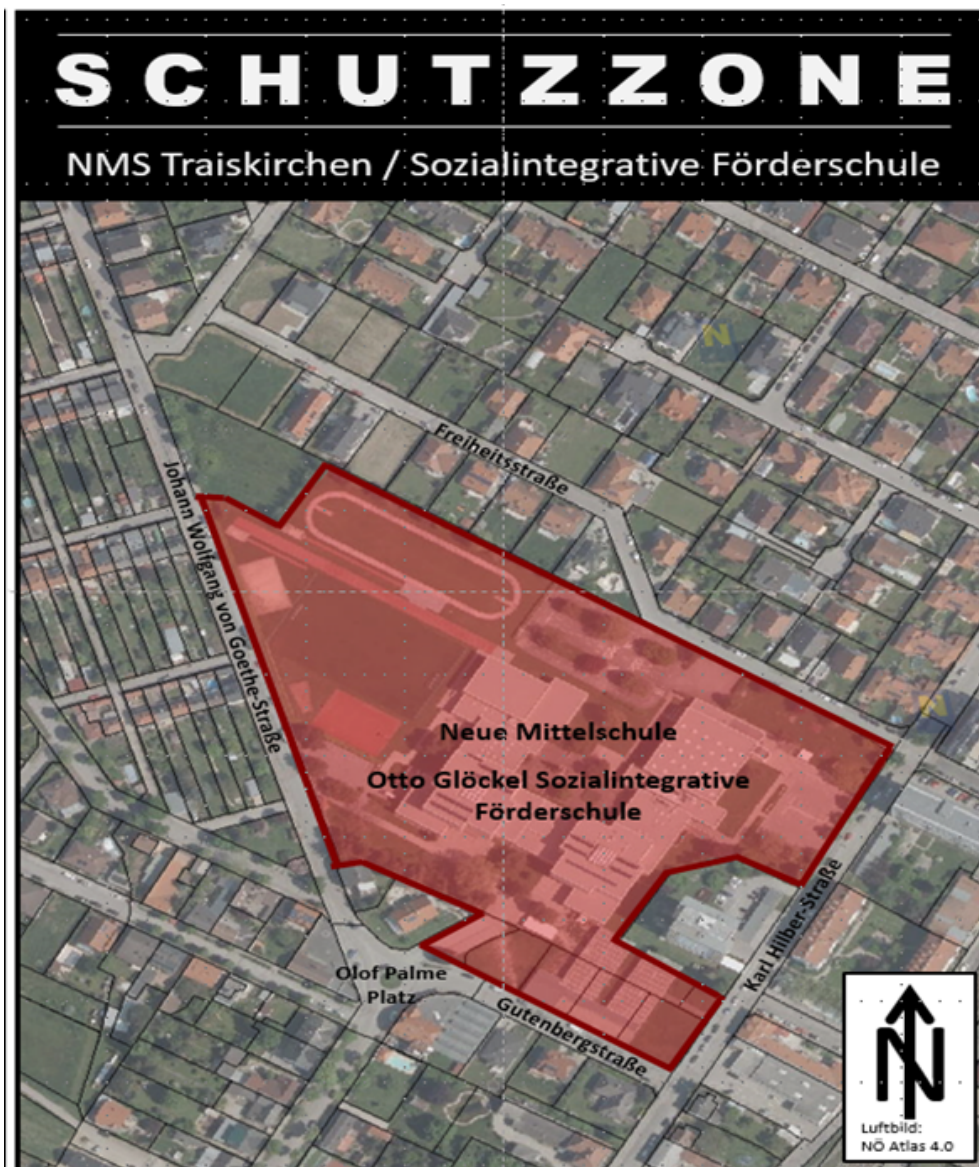 SCHUTZZONE
NMS Traiskirchen / Sozialintegrative Förderschule
Freiheitsstraße
Johann Wolfgang von Goethe-Straße
Neue Mittelschule
Otto Glöckel Sozialintegrative
Förderschule
Karl Hilber-Straße
Olof Palme
Platz
Gutenbergstraße
N
Luftbild:
NÖ Atlas 4.0